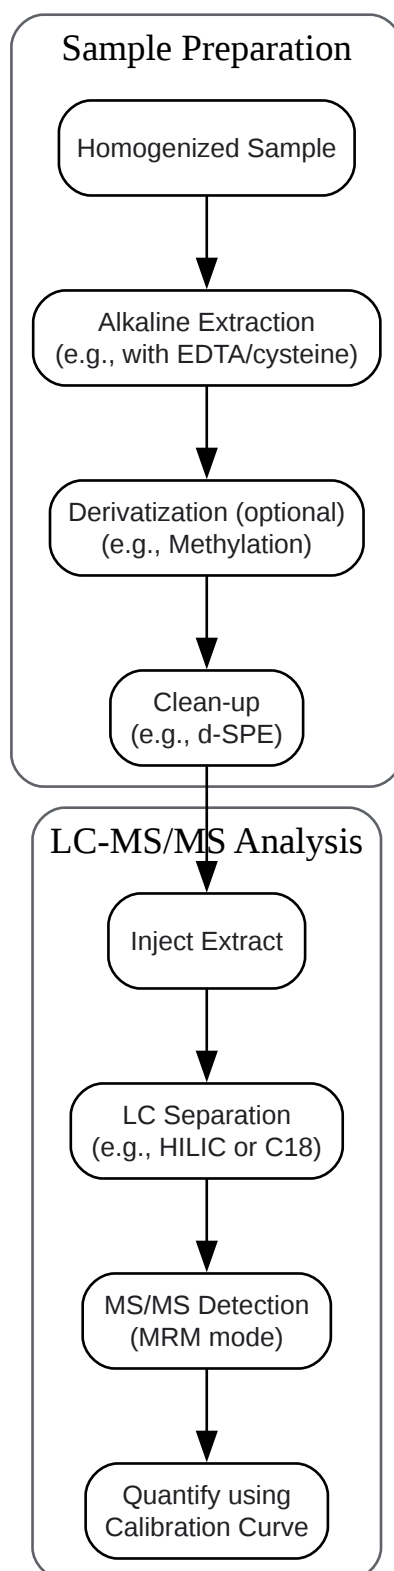 Sample Preparation
Homogenized Sample
Alkaline Extraction
(e.g., with EDTA/cysteine)
Derivatization (optional)
(e.g., Methylation)
Clean-up
(e.g., d-SPE)
LC-MS/MS Analysis
Inject Extract
LC Separation
(e.g., HILIC or C18)
MS/MS Detection
(MRM mode)
Quantify using
Calibration Curve